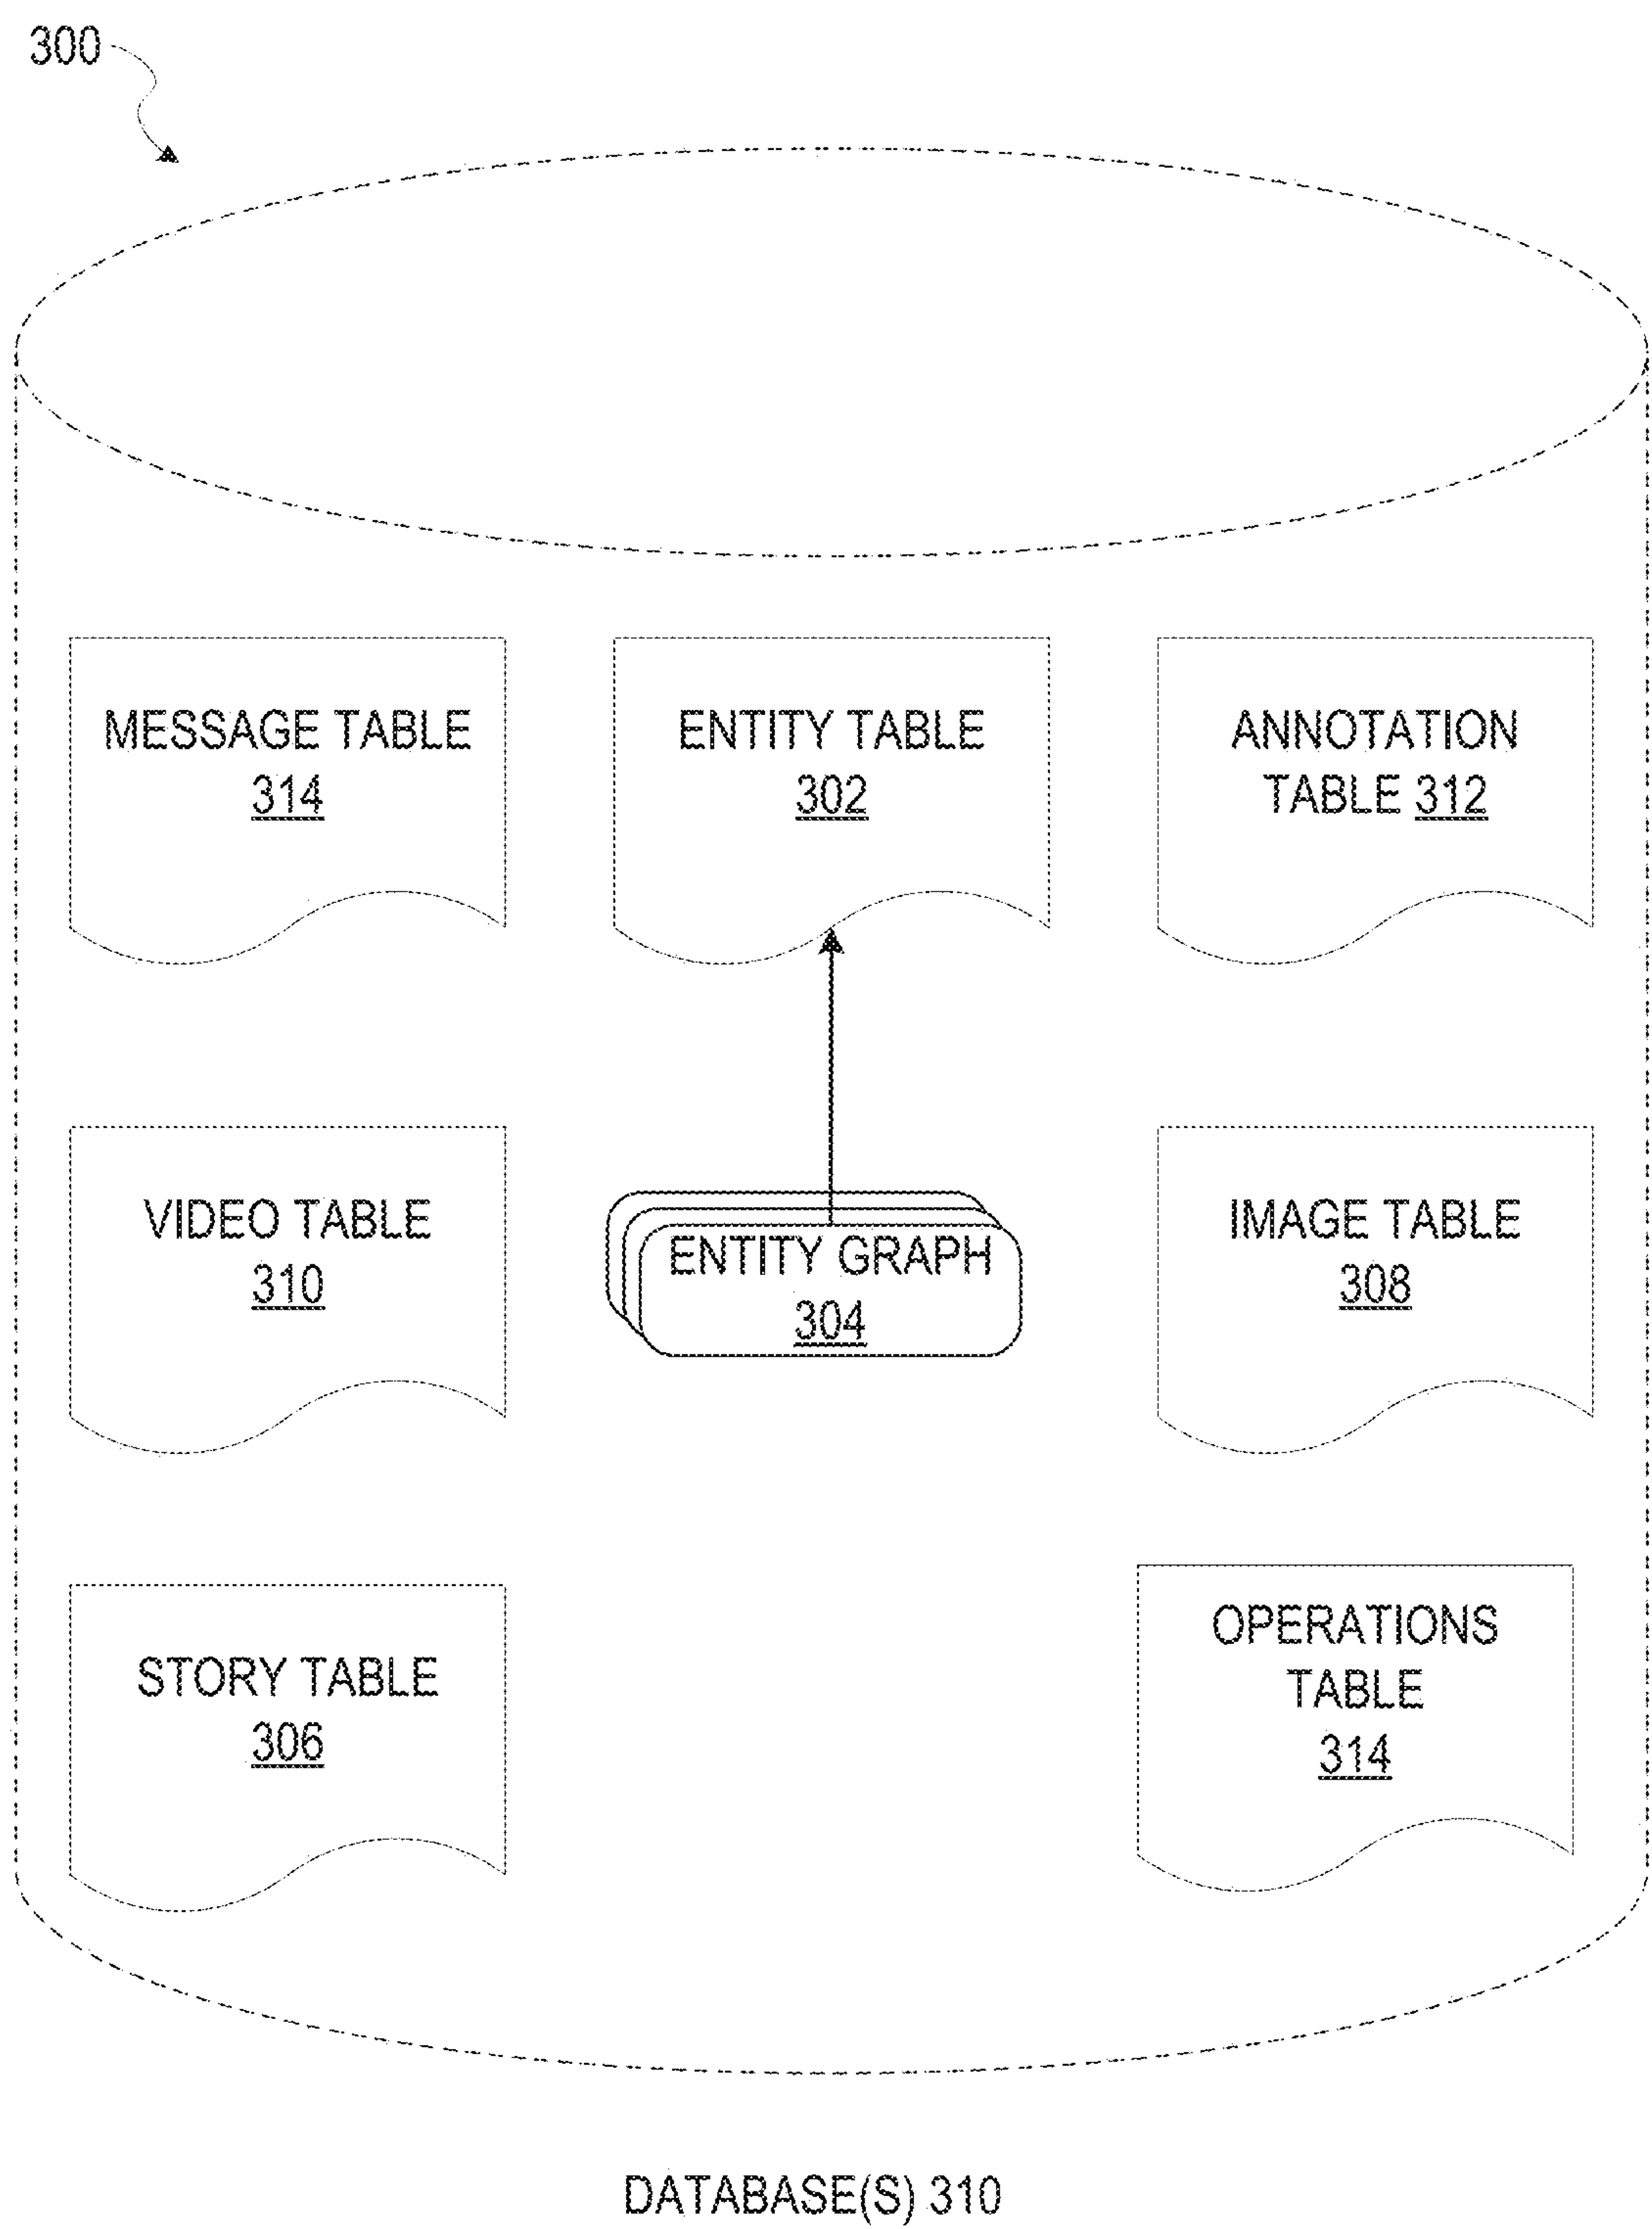 300
MESSAGE TABLE
314
ENTITY TABLE
302
ANNOTATION
TABLE 312
VIDEO TABLE
310
ENTITY GRAPH
304
IMAGE TABLE
308
STORY TABLE
306
OPERATIONS
TABLE
314
DATABASE(S) 310